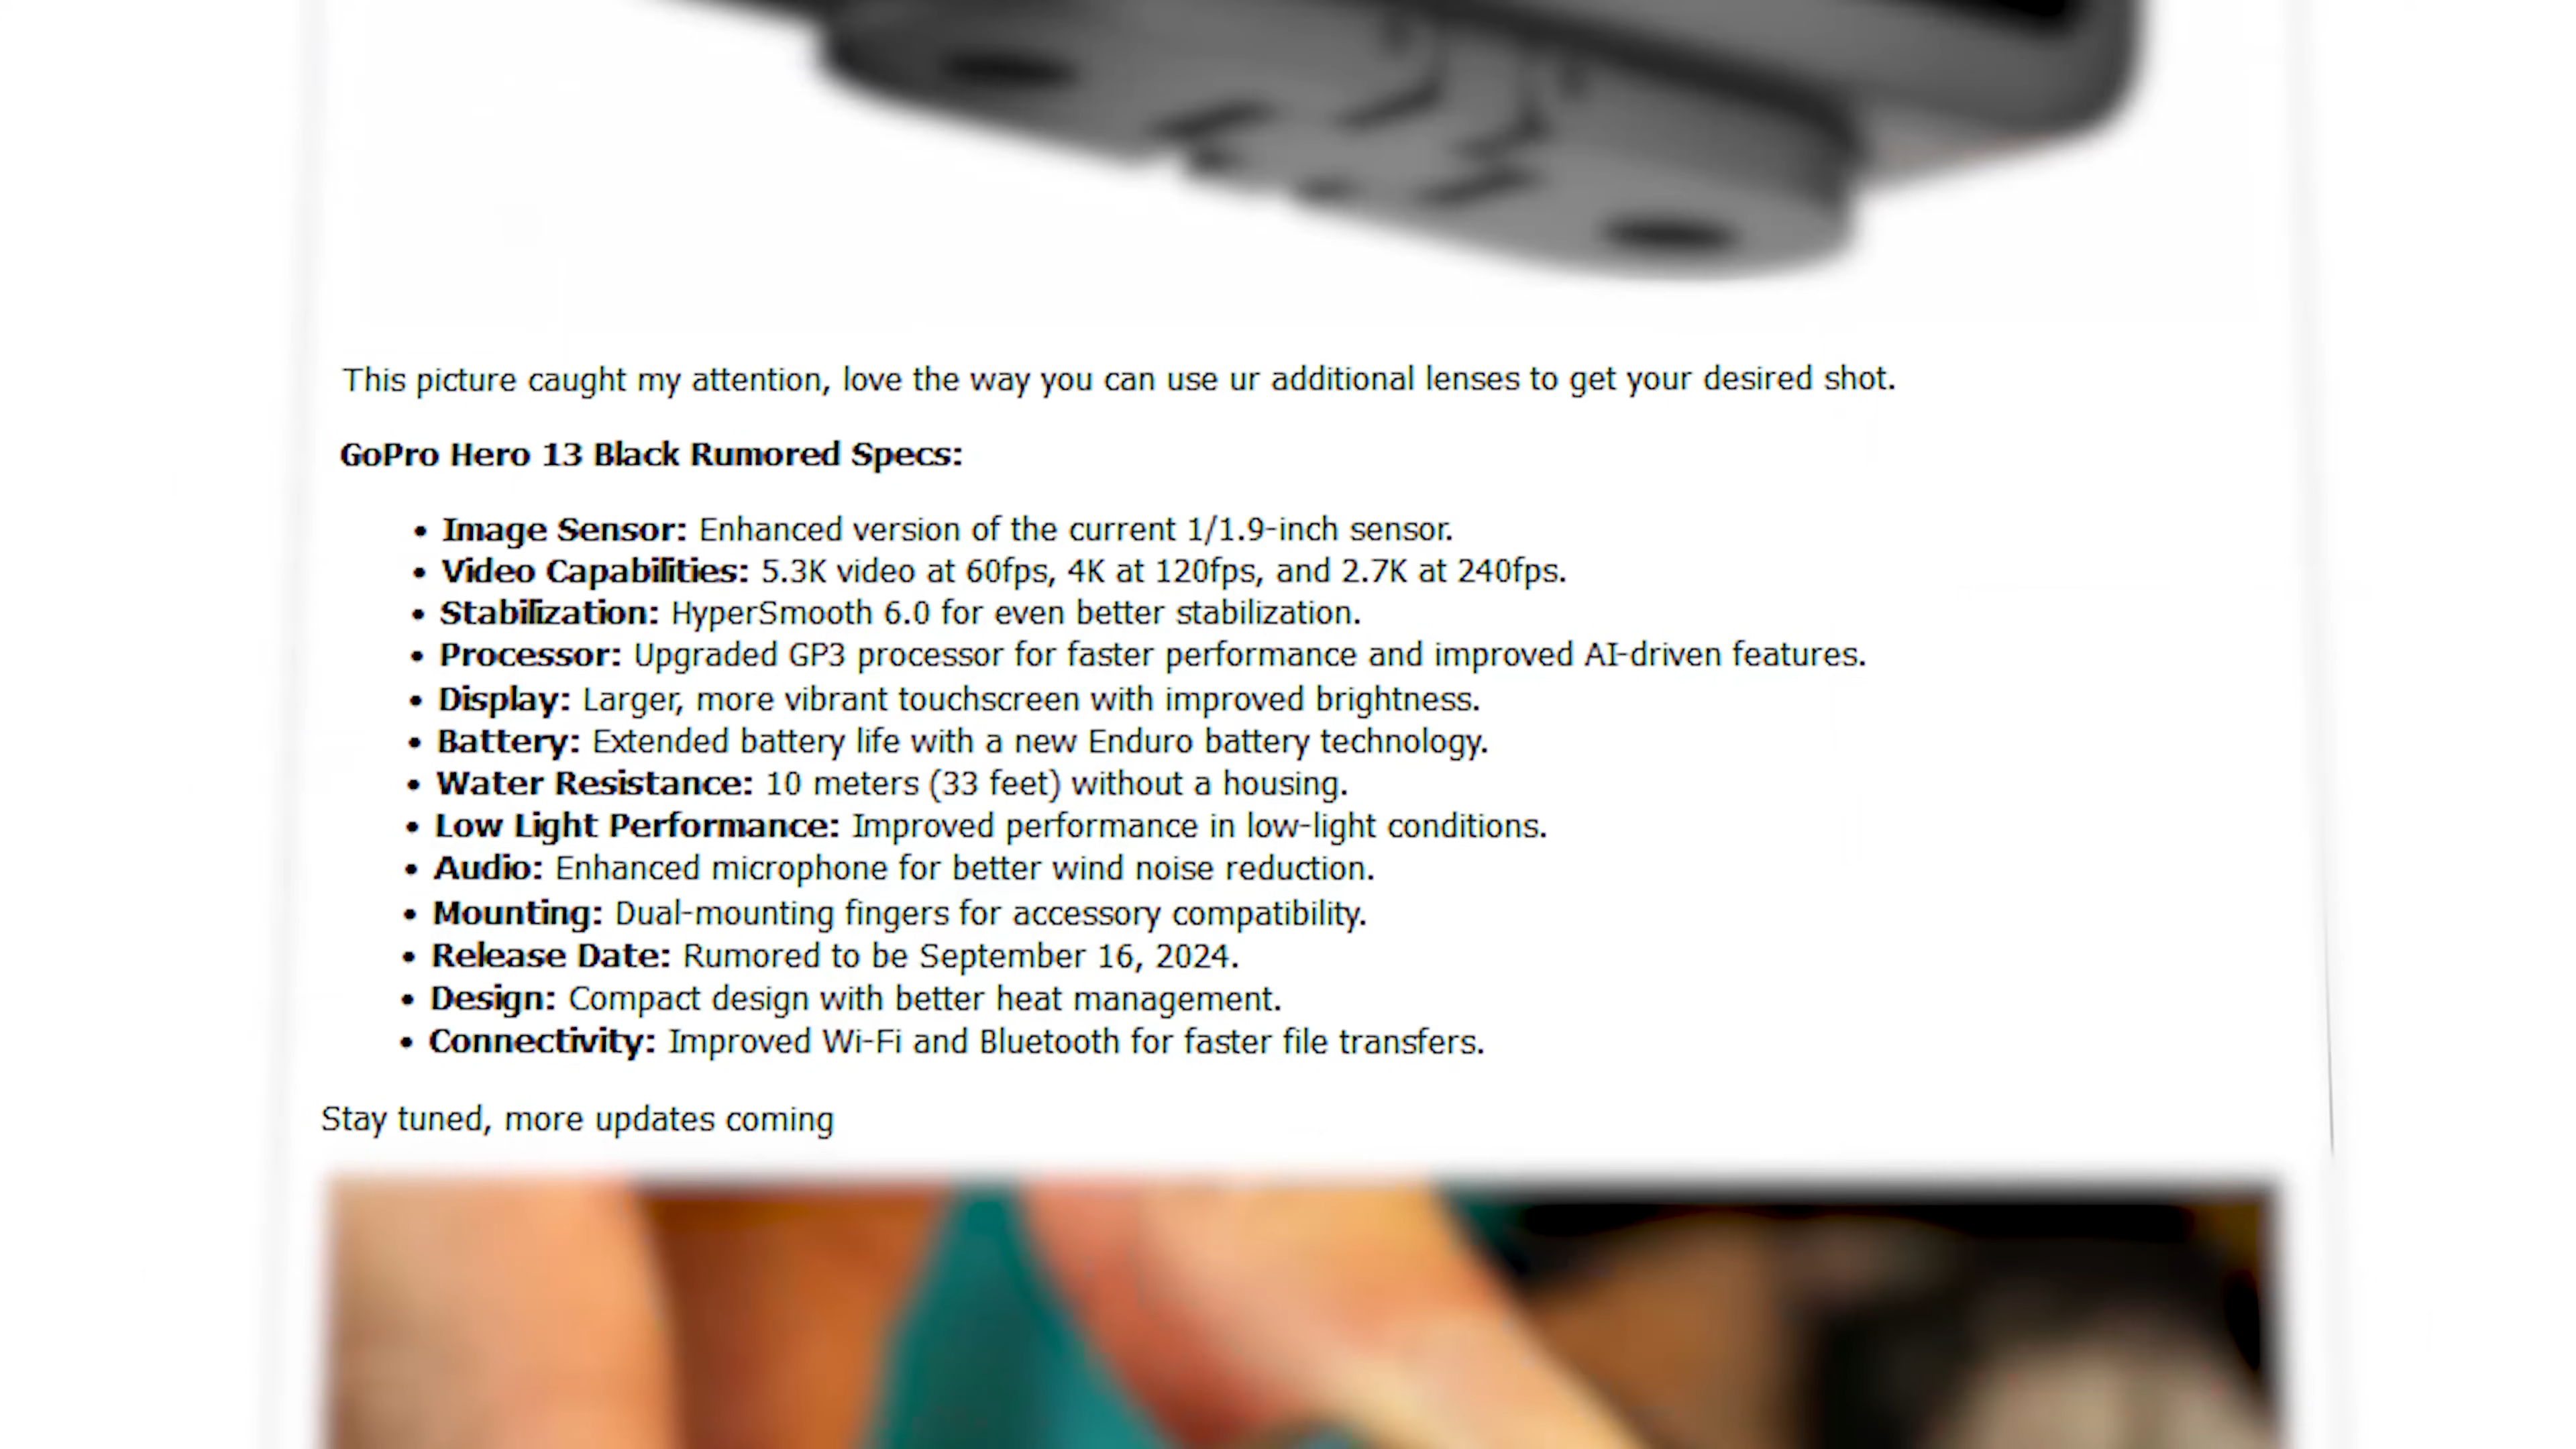 This picture caught my attention, love the way you can use ur additional lenses to get your desired shot.
GoPro Hero 13 Black Rumored Specs:
• Image Sensor: Enhanced version of the current 1/1.9-inch sensor.
• Video Capabilities: 5.3K video at 60fps, 4K at 120fps, and 2.7K at 240fps.
• Stabilization: HyperSmooth 6.0 for even better stabilization.
• Processor: Upgraded GP3 processor for faster performance and improved AI-driven features.
• Display: Larger, more vibrant touchscreen with improved brightness.
• Battery: Extended battery life with a new Enduro battery technology.
• Water Resistance: 10 meters (33 feet) without a housing.
• Low Light Performance: Improved performance in low-light conditions.
• Audio: Enhanced microphone for better wind noise reduction.
• Mounting: Dual-mounting fingers for accessory compatibility.
• Release Date: Rumored to be September 16, 2024.
• Design: Compact design with better heat management.
• Connectivity: Improved Wi-Fi and Bluetooth for faster file transfers.
Stay tuned, more updates coming